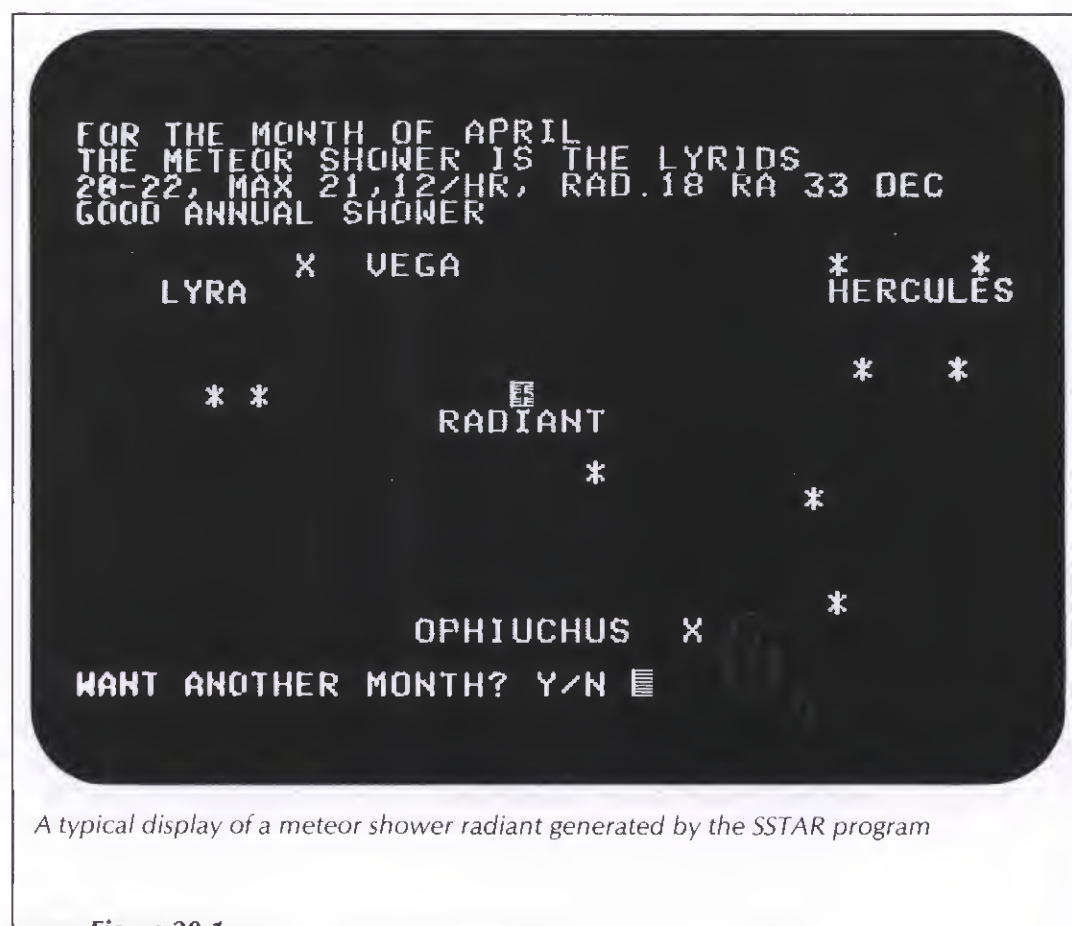 FOR THE MONTH OF APRIL
THE METEOR SHOWER IS THE LYRIDS
20-22, MAX 21,12/HR, RAD.18 RA 33 DEC
GOOD ANNUAL SHOWER
X VEGA * *
LYRA HERCULES
* *
* *
RADIANT
*
*
*
OPHIUCHUS X
WANT ANOTHER MONTH? Y/N
A typical display of a meteor shower radiant generated by the SSTAR program